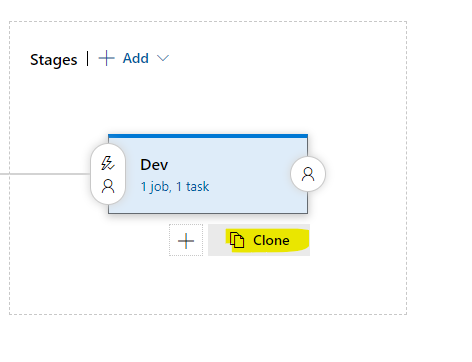 Stages | + Add
Dev
1 job, 1 task
+ Clone